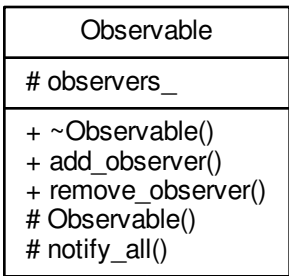 Observable
# observers_
+ ~Observable()
+ add_observer()
+ remove_observer()
# Observable()
# notify_all()